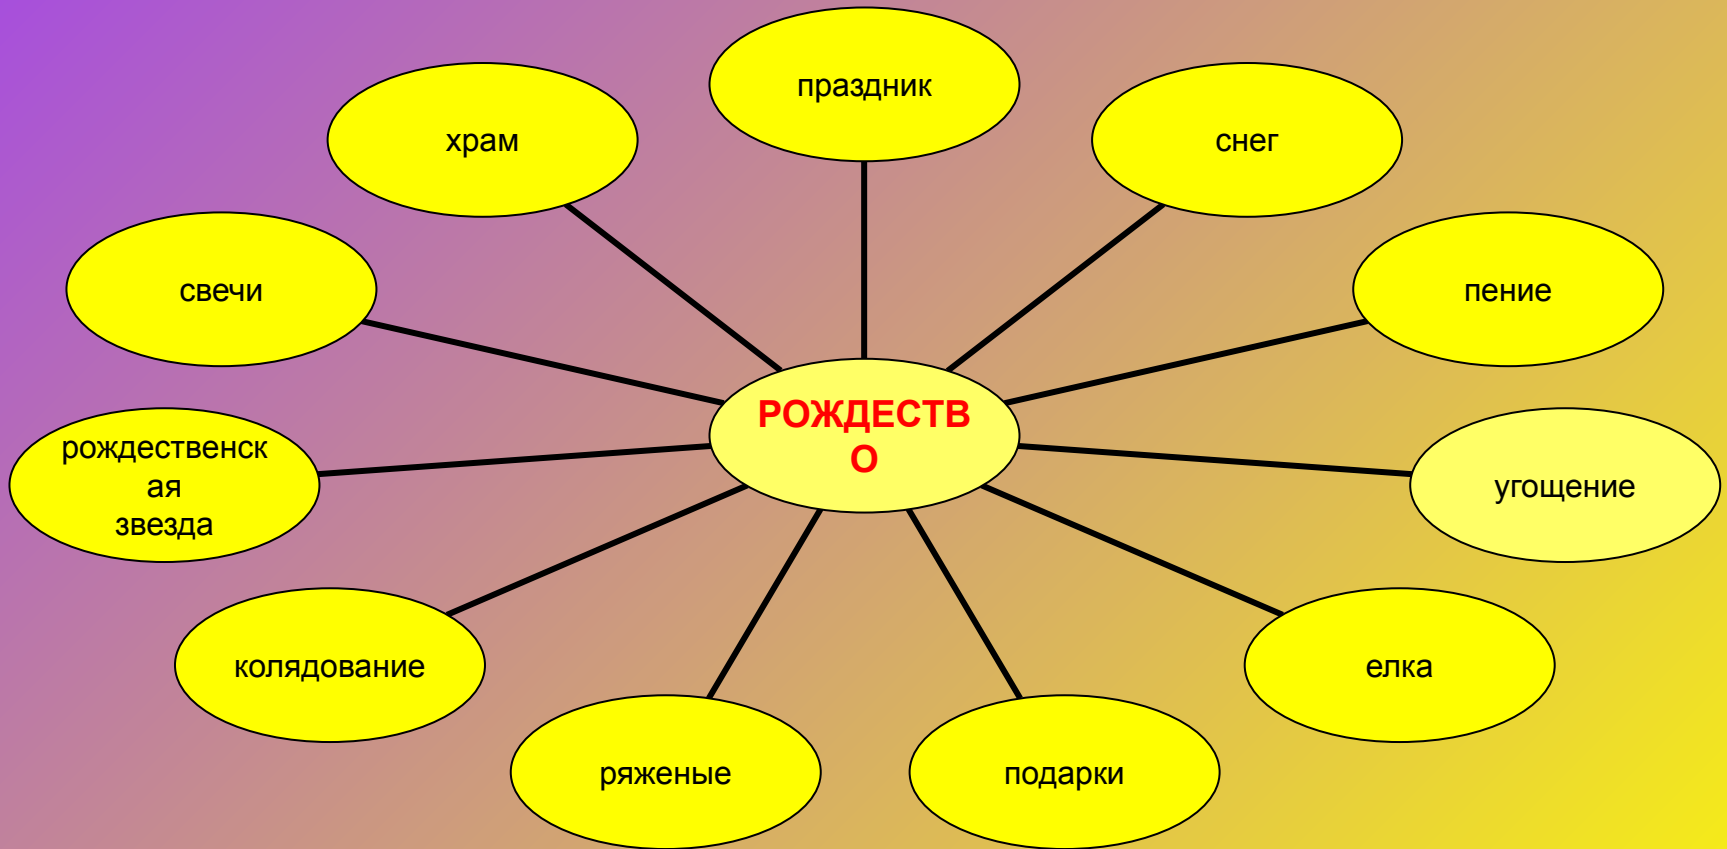 праздник
храм
снег
свечи
пение
РОЖДЕСТВ
О
рождественск
ая
звезда
угощение
колядование
елка
ряженые
подарки